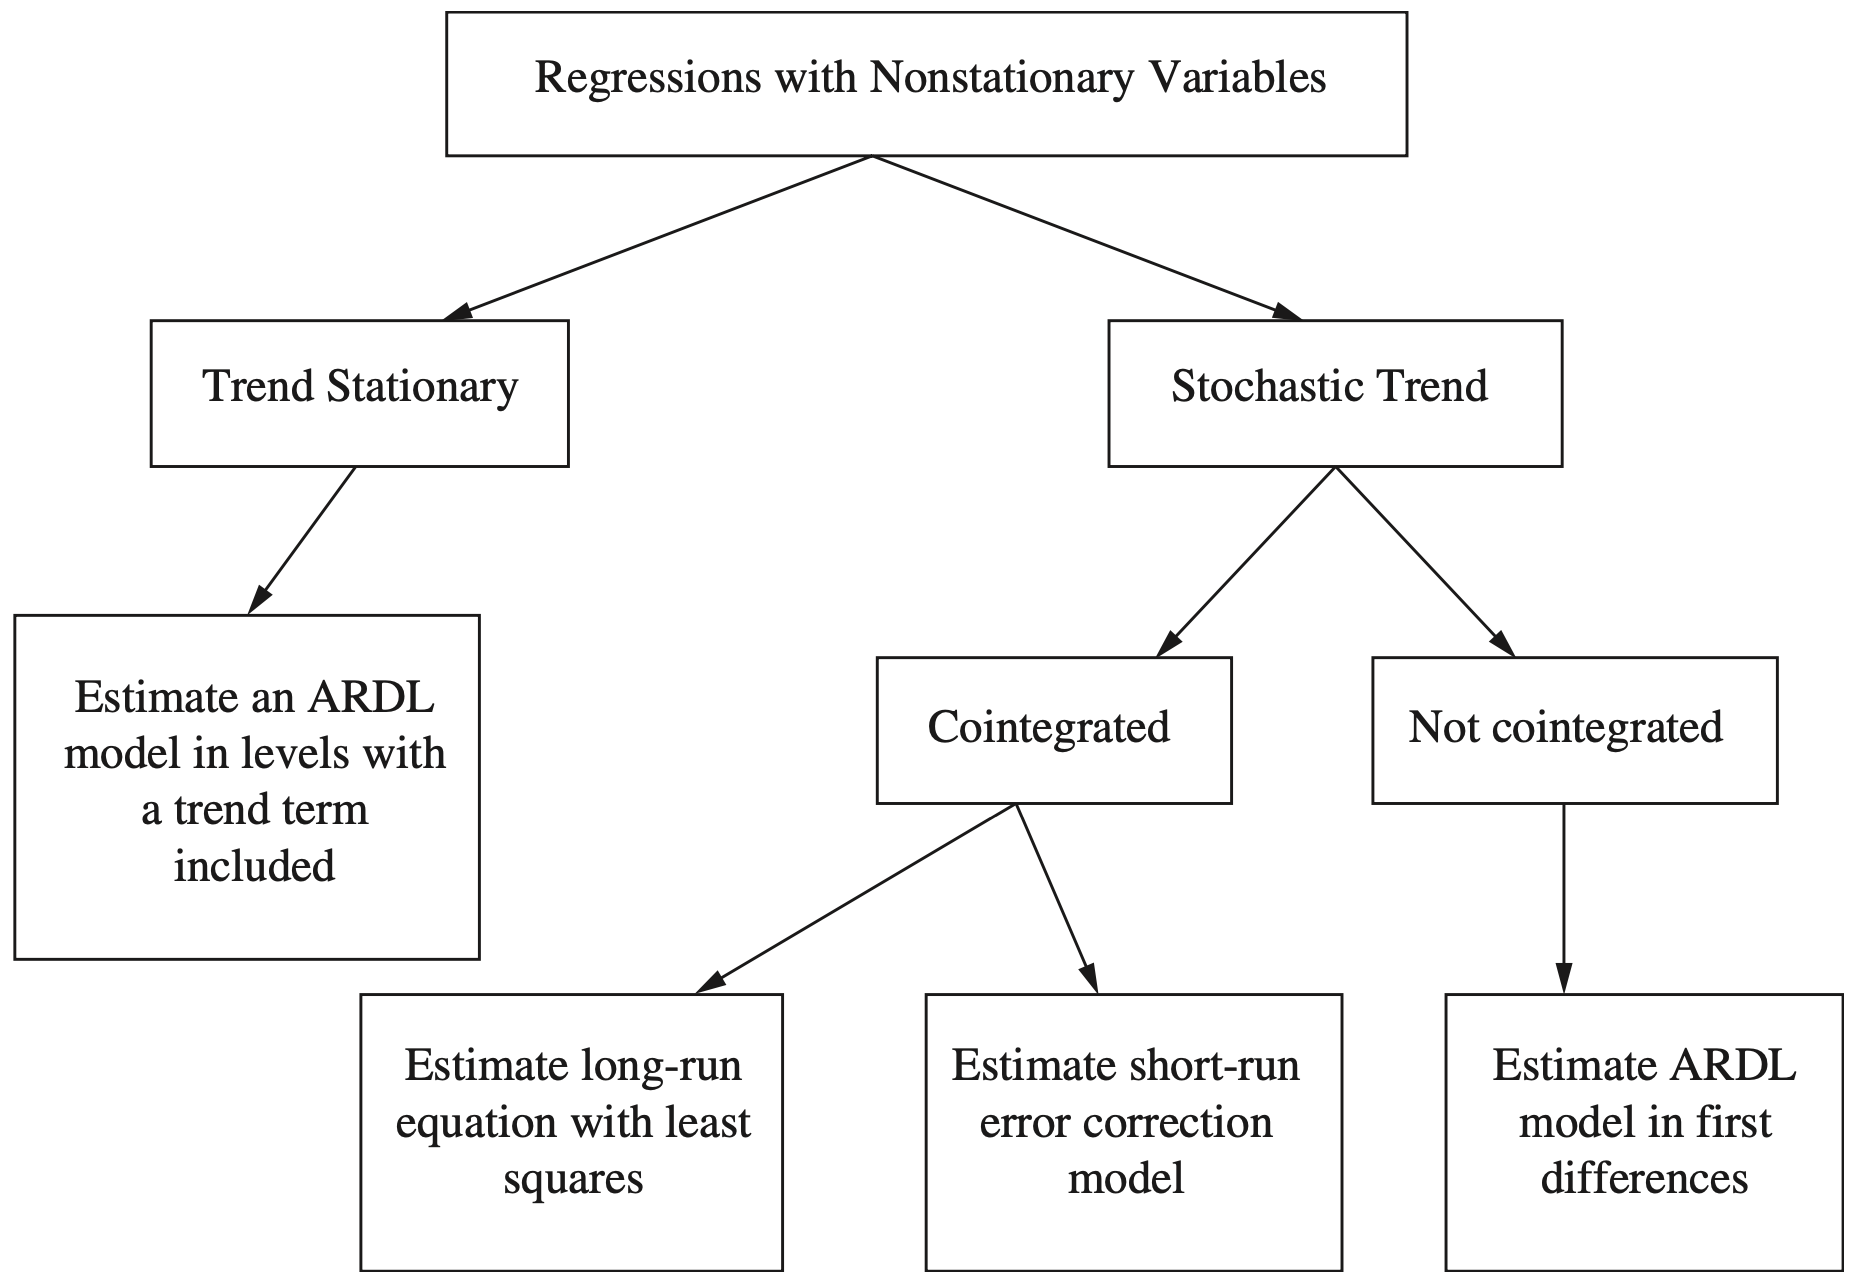 Regressions with Nonstationary Variables
Trend Stationary
Stochastic Trend
Estimate an ARDL
model in levels with
a trend term
included
Cointegrated
Not cointegrated
Estimate long-run
equation with least
squares
Estimate short-run
error correction
model
Estimate ARDL
model in first
differences